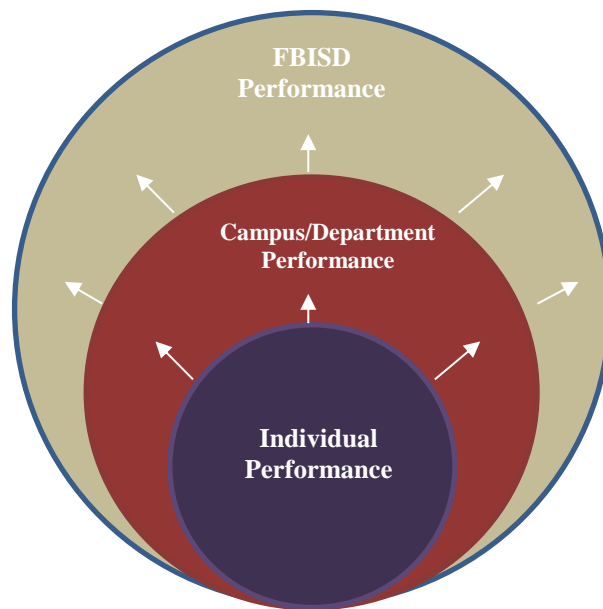 FBISD
Performance
Campus/Department
Performance
Individual
Performance